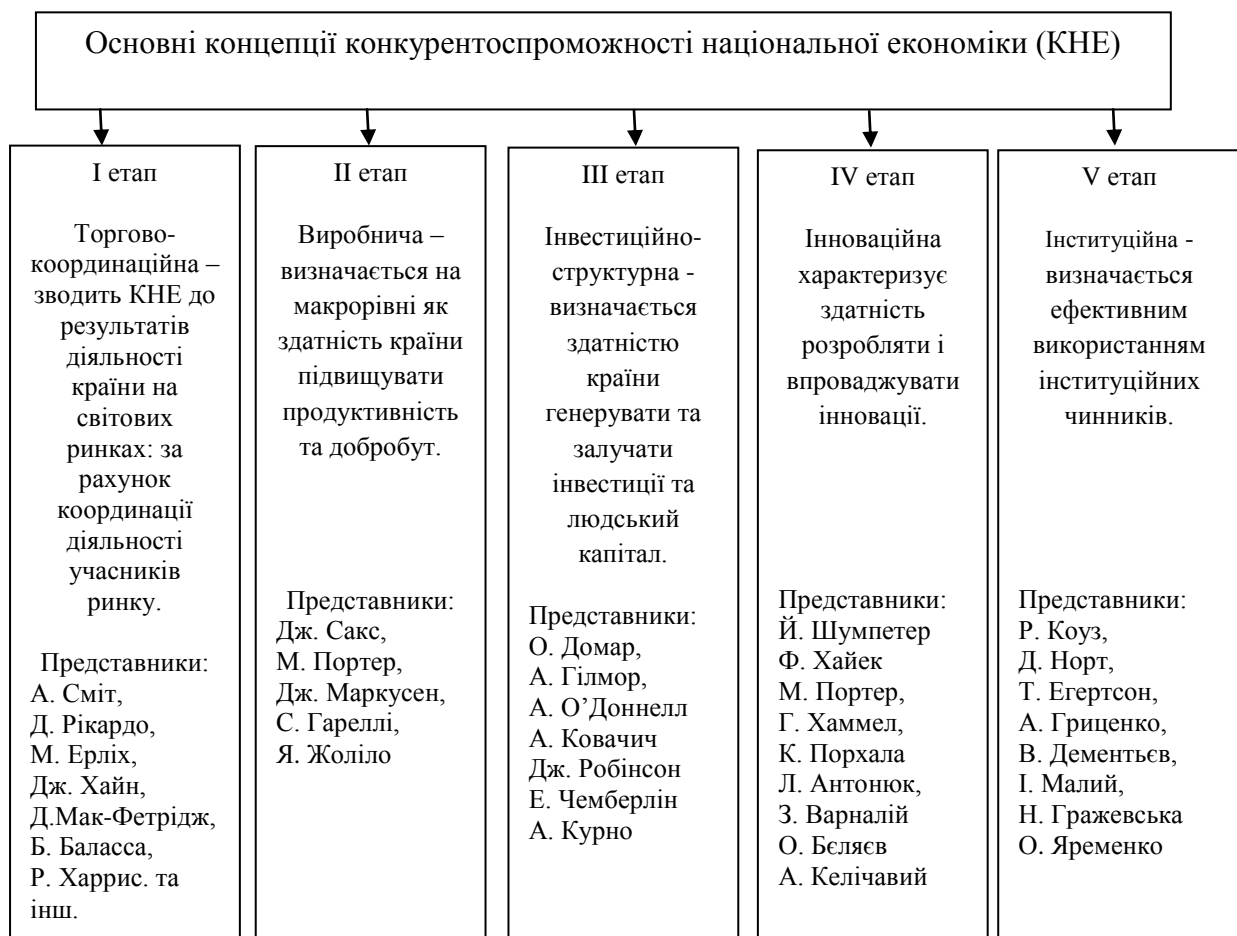 Основні концепції конкурентоспроможності національної економіки (КНЕ)
І етап
Торгово-
координаційна –
зводить КНЕ до
результатів
діяльності
країни на
світових
ринках: за
рахунок
координації
діяльності
учасників
ринку.
Представники:
А. Сміт,
Д. Рікардо,
М. Ерліх,
Дж. Хайн,
Д.Мак-Фетрідж,
Б. Баласса,
Р. Харрис. та
інш.
ІІ етап
Виробнича –
визначається на
макрорівні як
здатність країни
підвищувати
продуктивність
та добробут.
Представники:
Дж. Сакс,
М. Портер,
Дж. Маркусен,
С. Гареллі,
Я. Жоліло
ІІІ етап
Інвестиційно-
структурна -
визначається
здатністю
країни
генерувати та
залучати
інвестиції та
людський
капітал.
Представники:
О. Домар,
А. Гілмор,
А. О’Доннелл
А. Ковачич
Дж. Робінсон
Е. Чемберлін
А. Курно
IV етап
Інноваційна
характеризує
здатність
розробляти і
впроваджувати
інновації.
Представники:
Й. Шумпетер
Ф. Хайек
М. Портер,
Г. Хаммел,
К. Порхала
Л. Антонюк,
З. Варналій
О. Бєляєв
А. Келічавий
V етап
Інституційна -
визначається
ефективним
використанням
інституційних
чинників.
Представники:
Р. Коуз,
Д. Норт,
Т. Егертсон,
А. Гриценко,
В. Дементьєв,
І. Малий,
Н. Гражевська
О. Яременко